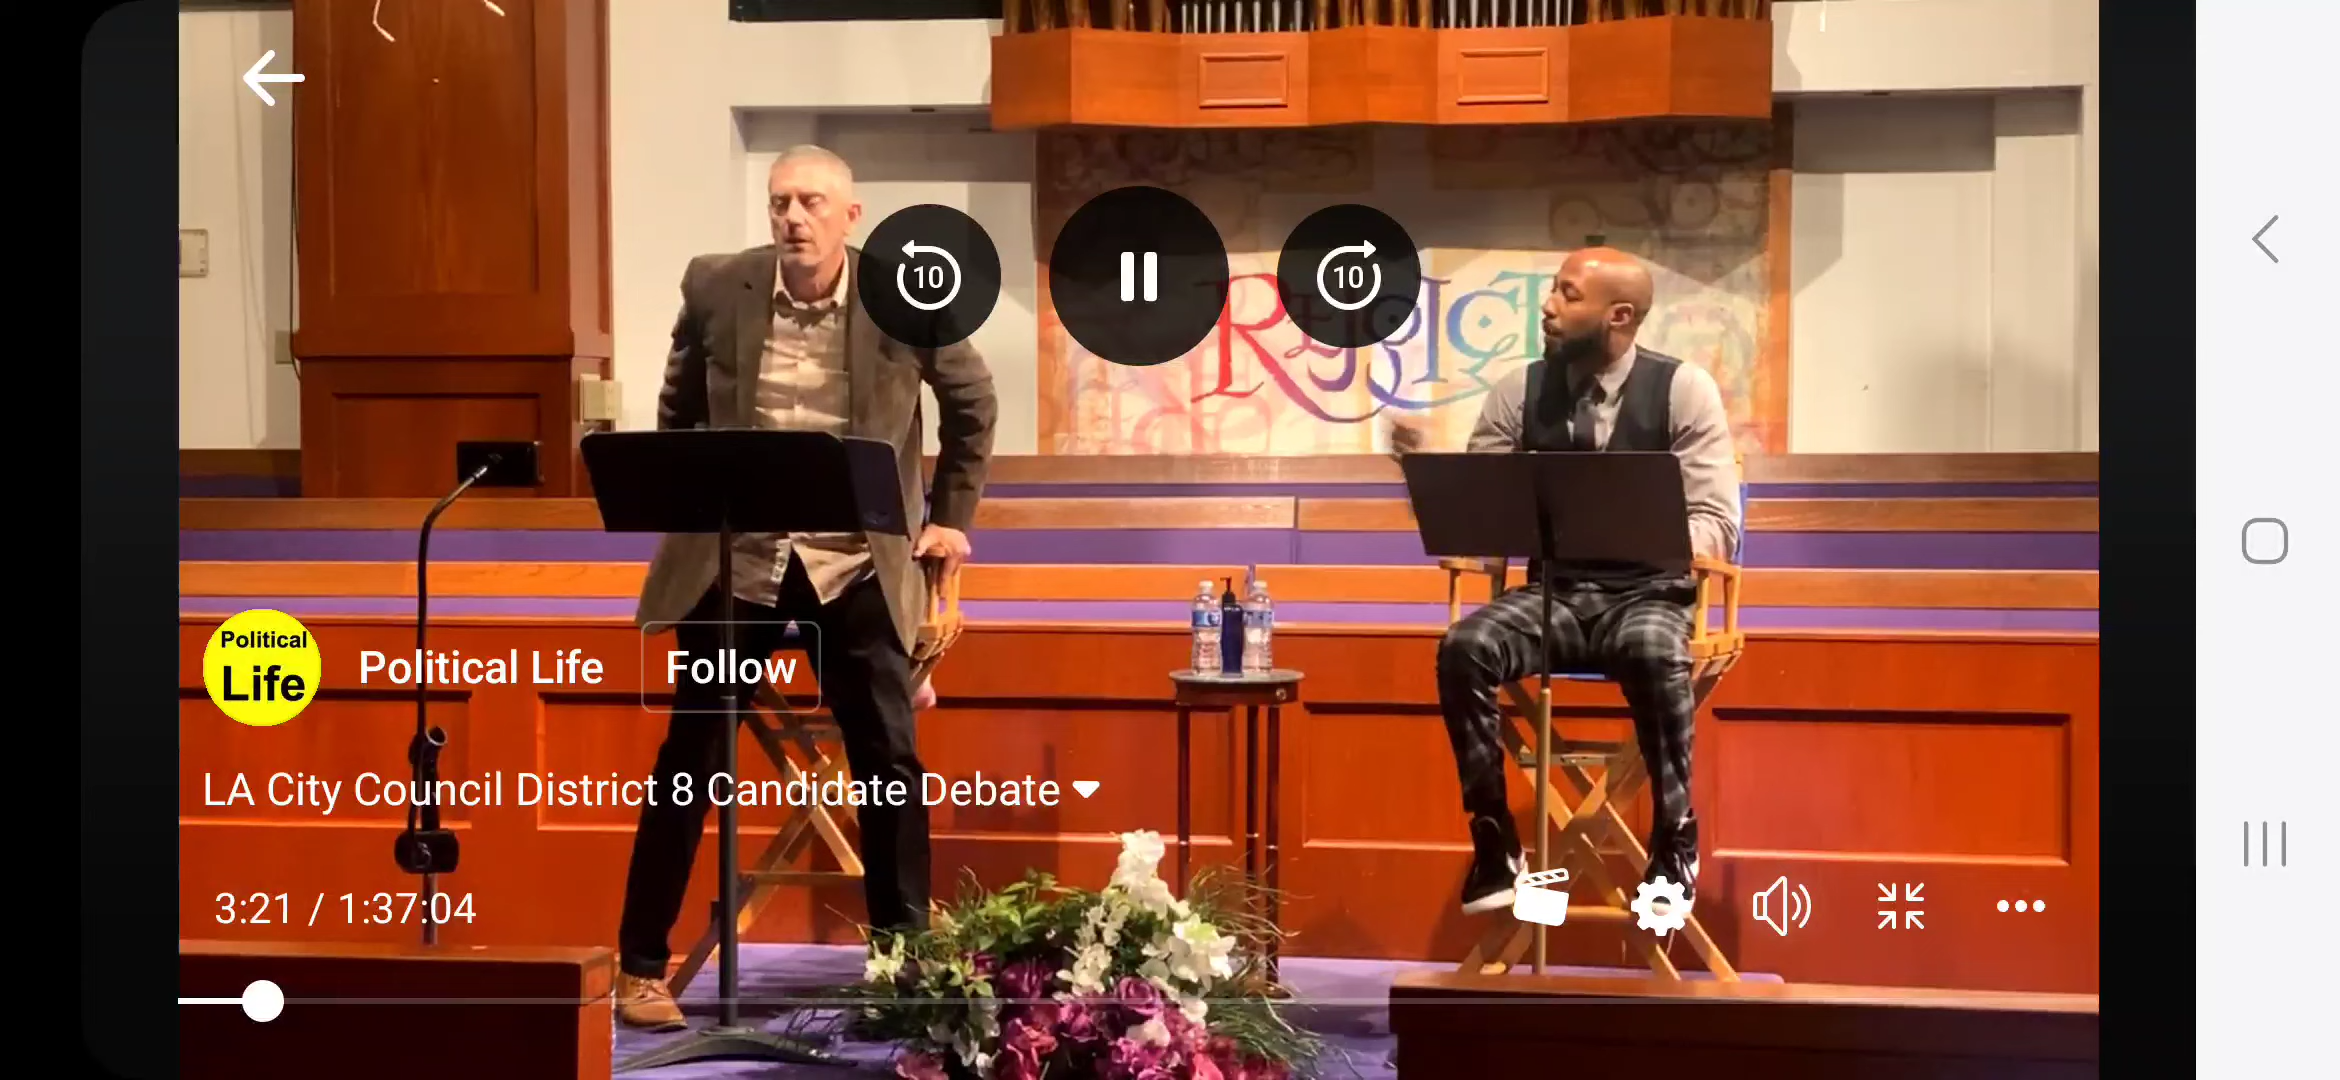 10
10
REJOICE
Political
Life
Political Life
Follow
LA City Council District 8 Candidate Debate
3:21 / 1:37:04